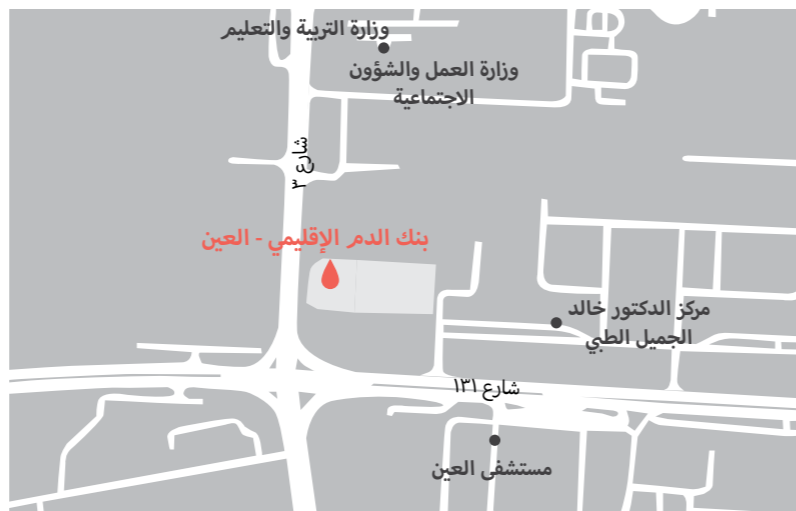 وزارة التربية والتعليم
وزارة العمل والشؤون
الاجتماعية
شارع ٣
بنك الدم الإقليمي - العين
مركز الدكتور خالد
الجميل الطبي
شارع ١٣١
مستشفى العين